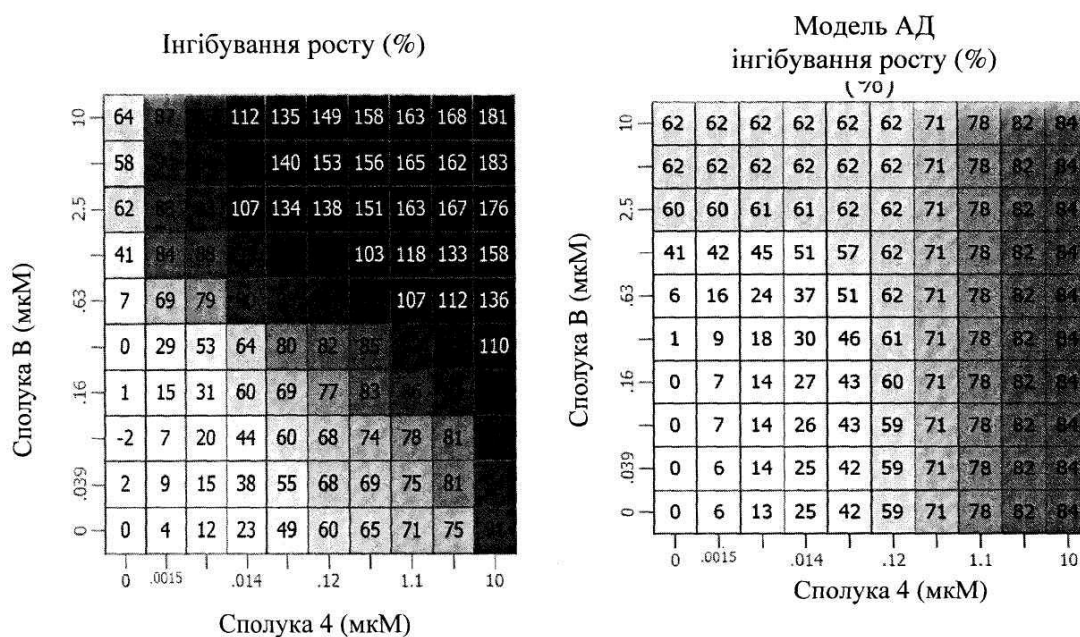 Інгібування росту (%)
10 64 112 135 149 158 163 168 181
58 140 153 156 165 162 183
2.5 62 107 134 138 151 163 167 176
41 84 88 103 118 133 158
.63 7 69 79 107 112 136
0 29 53 64 80 82 85 110
.16 1 15 31 60 69 77 83 86
-2 7 20 44 60 68 74 78 81
.039 2 9 15 38 55 68 69 75 81
0 0 4 12 23 49 60 65 71 75
0 .0015 .014 .12 1.1 10
Сполука B (мкМ)
Сполука 4 (мкМ)
Модель АД
інгібування росту (%)
(%)
10 62 62 62 62 62 62 71 78 82 84
62 62 62 62 62 62 71 78 82 84
2.5 60 60 61 61 62 62 71 78 82 84
41 42 45 51 57 62 71 78 82 84
.63 6 16 24 37 51 62 71 78 82 84
1 9 18 30 46 61 71 78 82 84
.16 0 7 14 27 43 60 71 78 82 84
0 7 14 26 43 59 71 78 82 84
.039 0 6 14 25 42 59 71 78 82 84
0 0 6 13 25 42 59 71 78 82 84
0 .0015 .014 .12 1.1 10
Сполука B (мкМ)
Сполука 4 (мкМ)